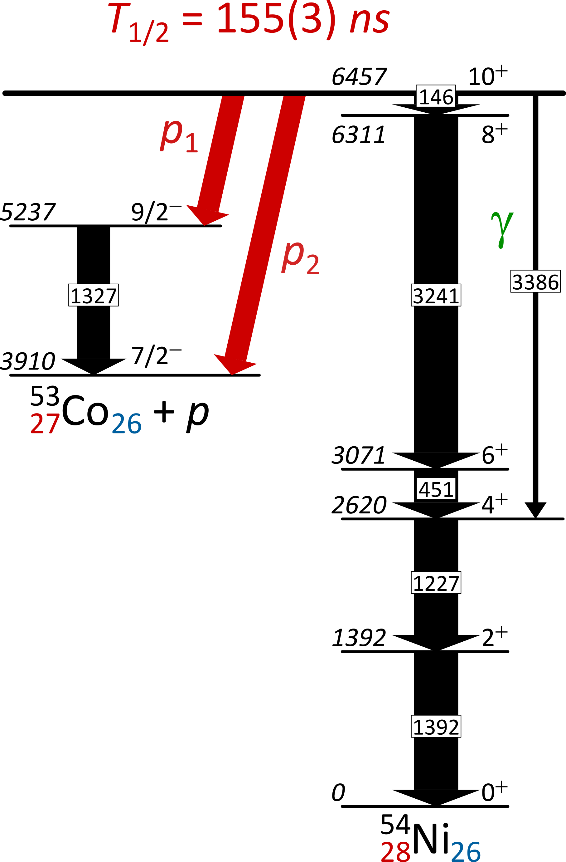 T1/2 = 155(3) ns
6457 10+
146
6311 8+
p1
5237 9/2−
p2
γ
1327
3241
3386
3910 7/2−
53 27Co26 + p
3071 6+
451
2620 4+
1227
1392 2+
1392
0 0+
54 28Ni26